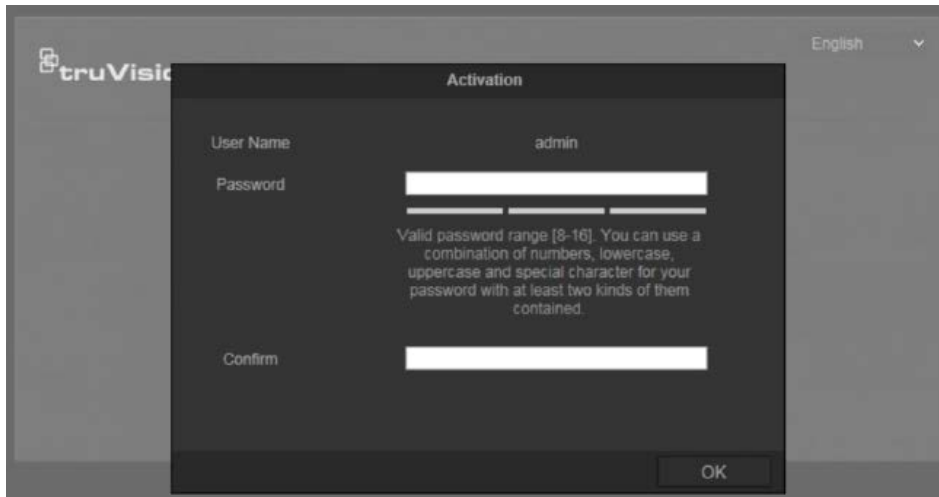 English
truVisio
Activation
User Name admin
Password
Valid password range [8-16]. You can use a
combination of numbers, lowercase,
uppercase and special character for your
password with at least two kinds of them
contained.
Confirm
OK